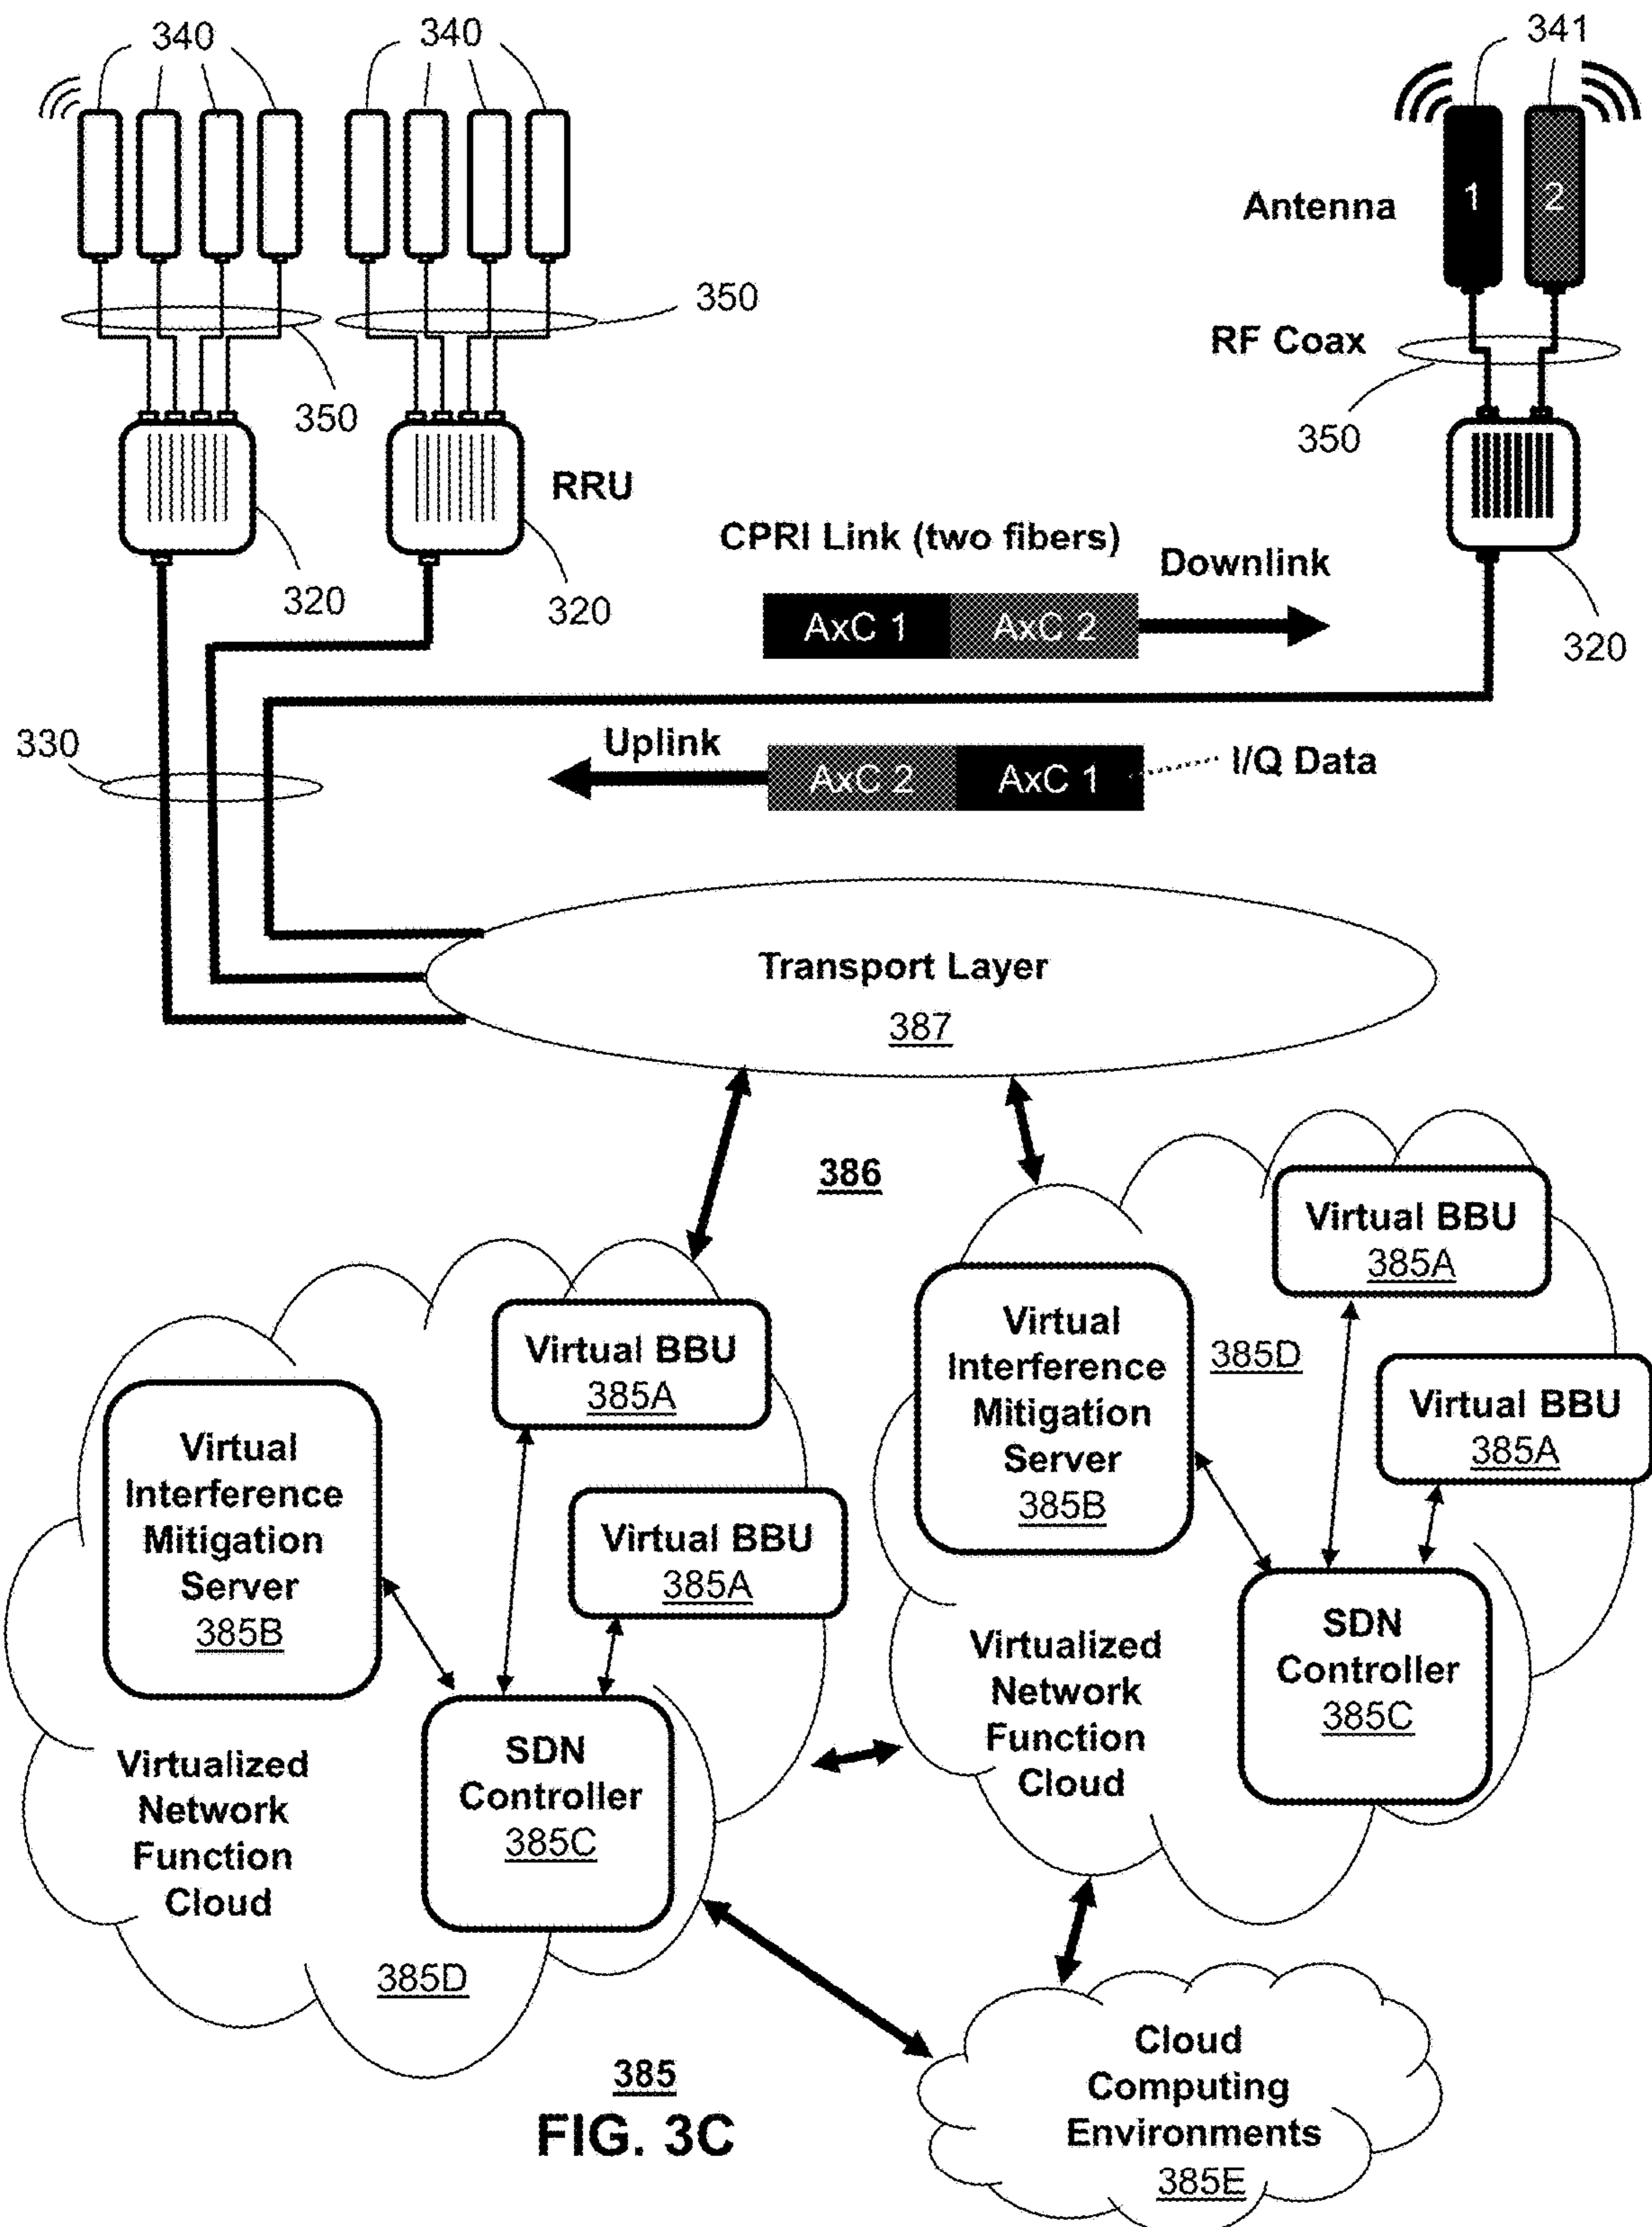 340
340
341
1
2
Antenna
350
RF Coax
350
350
RRU
320
320
CPRI Link (two fibers)
Downlink
AxC 1 AxC 2
320
330
Uplink
AxC 2 AxC 1
I/Q Data
Transport Layer
387
386
Virtual BBU
385A
Virtual
Interference
Mitigation
Server
385B
385D
Virtual BBU
385A
SDN
Controller
385C
Virtualized
Network
Function
Cloud
Virtual BBU
385A
Virtual
Interference
Mitigation
Server
385B
Virtual BBU
385A
SDN
Controller
385C
Virtualized
Network
Function
Cloud
385D
Cloud
Computing
Environments
385E
385
FIG. 3C